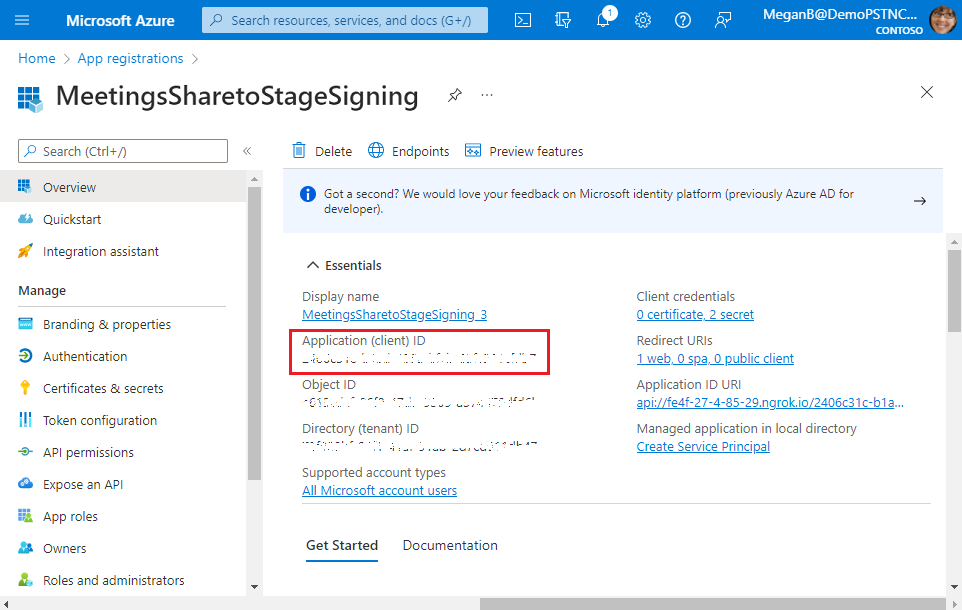 Microsoft Azure
Search resources, services, and docs (G+/)
1
MeganB@DemoPSTNC...
CONTOSO
Home > App registrations >
MeetingsSharetoStageSigning
...
Search (Ctrl+/)
«
Overview
Quickstart
Integration assistant
Manage
Branding & properties
Authentication
Certificates & secrets
Token configuration
API permissions
Expose an API
App roles
Owners
Roles and administrators
Delete
Endpoints
Preview features
Got a second? We would love your feedback on Microsoft identity platform (previously Azure AD for
developer).
Essentials
Display name
MeetingsSharetoStageSigning_3
Application (client) ID
Object ID
Directory (tenant) ID
Supported account types
All Microsoft account users
Client credentials
0 certificate, 2 secret
Redirect URIs
1 web, 0 spa, 0 public client
Application ID URI
api://fe4f-27-4-85-29.ngrok.io/2406c31c-b1a...
Managed application in local directory
Create Service Principal
Get Started
Documentation